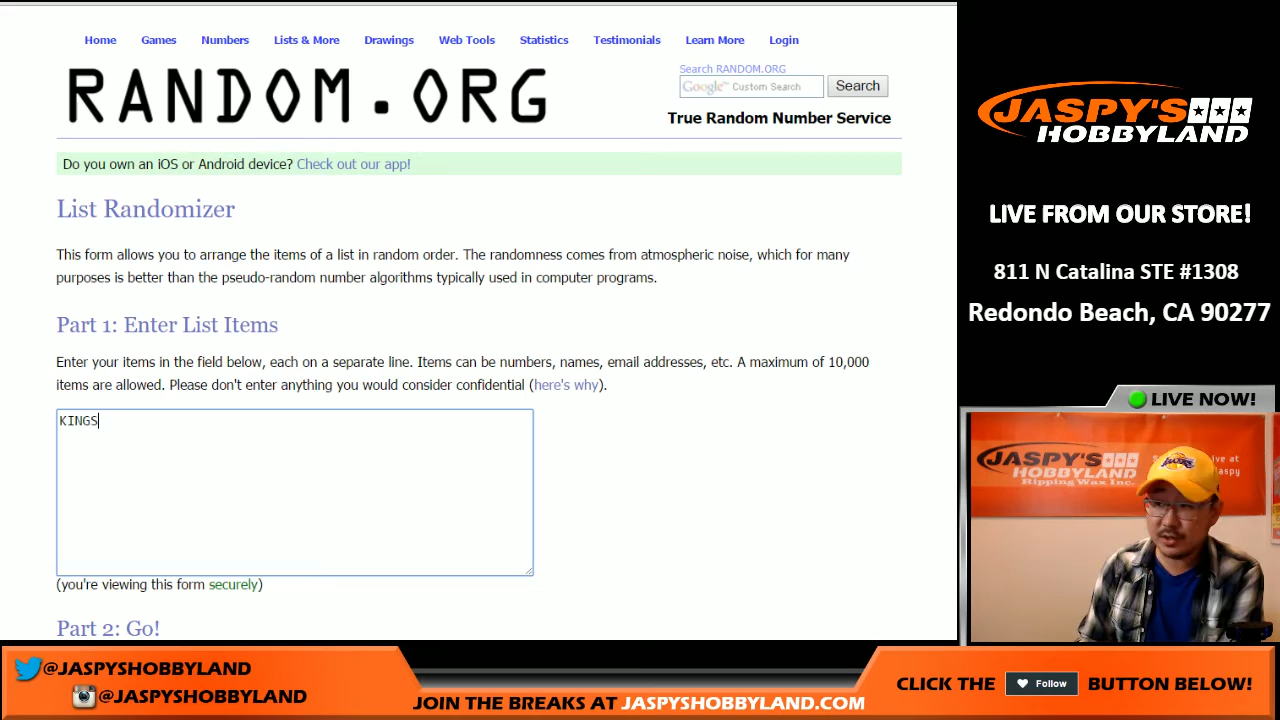 Home Games Numbers Lists & More Drawings Web Tools Statistics Testimonials Learn More Login
RANDOM.ORG
Search RANDOM.ORG
Google™ Custom Search Search
True Random Number Service
Do you own an iOS or Android device? Check out our app!
List Randomizer
This form allows you to arrange the items of a list in random order. The randomness comes from atmospheric noise, which for many
purposes is better than the pseudo-random number algorithms typically used in computer programs.
Part 1: Enter List Items
Enter your items in the field below, each on a separate line. Items can be numbers, names, email addresses, etc. A maximum of 10,000
items are allowed. Please don't enter anything you would consider confidential (here's why).
KINGS
(you're viewing this form securely)
Part 2: Go!
JASPY'S
HOBBYLAND
LIVE FROM OUR STORE!
811 N Catalina STE #1308
Redondo Beach, CA 90277
LIVE NOW!
JASPY'S
HOBBYLAND
Ripping Wax Inc.
@JASPYSHOBBYLAND
@JASPYSHOBBYLAND
JOIN THE BREAKS AT JASPYSHOBBYLAND.COM
CLICK THE Follow BUTTON BELOW!